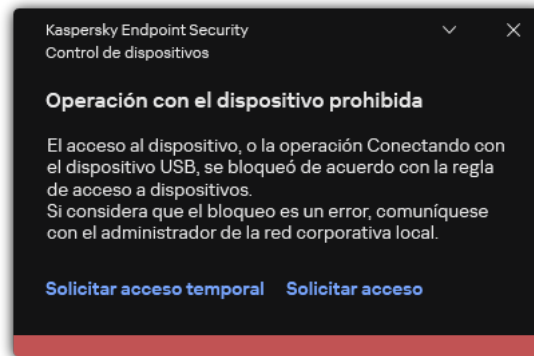 Kaspersky Endpoint Security
Control de dispositivos
Operación con el dispositivo prohibida
El acceso al dispositivo, o la operación Conectando con
el dispositivo USB, se bloqueó de acuerdo con la regla
de acceso a dispositivos.
Si considera que el bloqueo es un error, comuníquese
con el administrador de la red corporativa local.
Solicitar acceso temporal Solicitar acceso